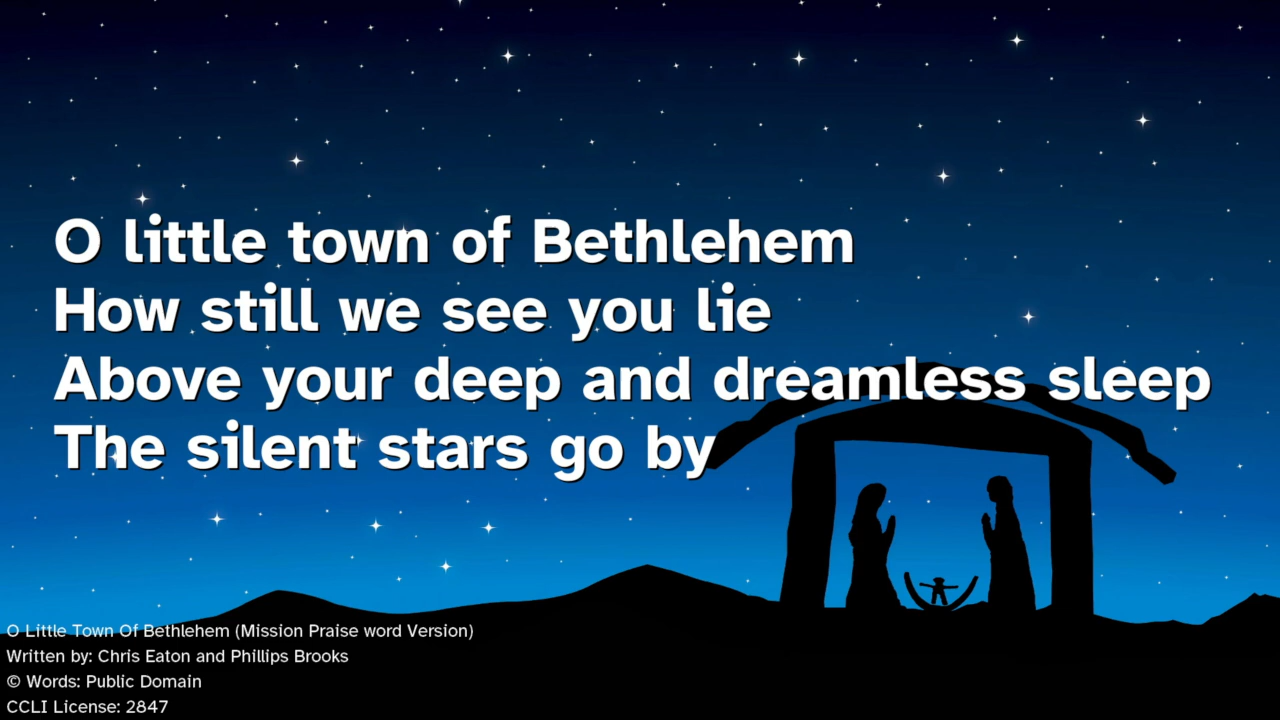 O little town of Bethlehem
How still we see you lie
Above your deep and dreamless sleep
The silent stars go by
O Little Town Of Bethlehem (Mission Praise word Version)
Written by: Chris Eaton and Phillips Brooks
© Words: Public Domain
CCLI License: 2847